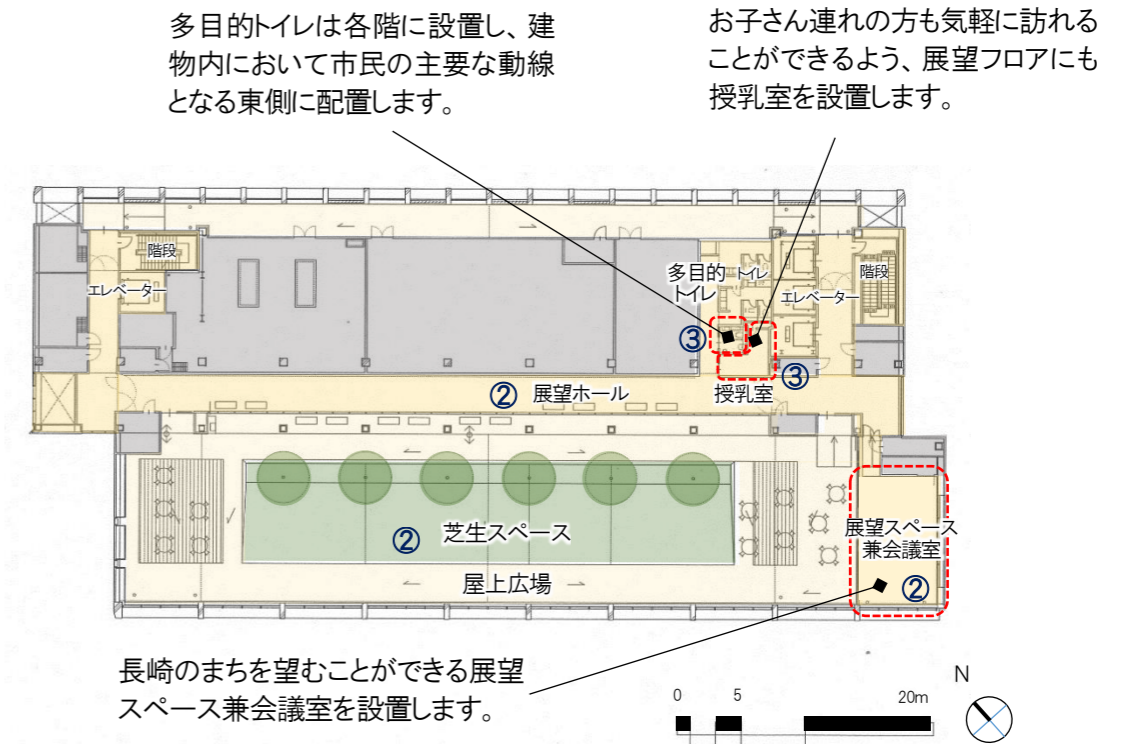 多目的トイレは各階に設置し、建
物内において市民の主要な動線
となる東側に配置します。
お子さん連れの方も気軽に訪れる
ことができるよう、展望フロアにも
授乳室を設置します。
階段
エレベーター
多目的
トイレ
トイレ
エレベーター
階段
③
③
② 展望ホール
授乳室
② 芝生スペース
屋上広場
展望スペース
兼会議室
②
長崎のまちを望むことができる展望
スペース兼会議室を設置します。
0 5 20m
N